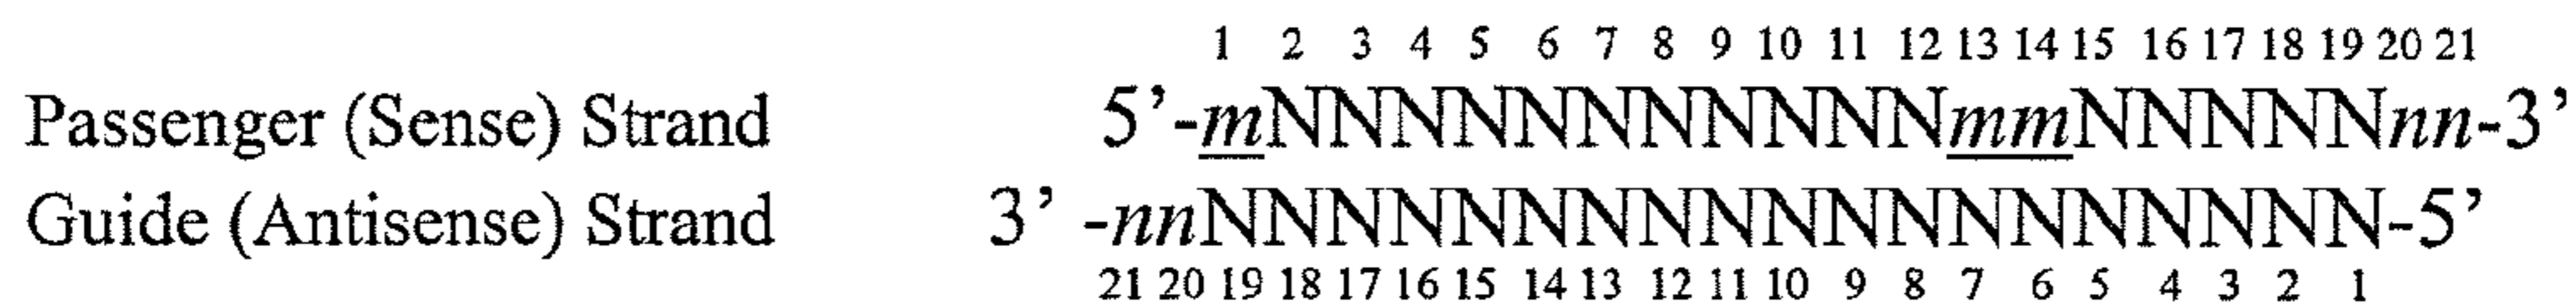 1 2 3 4 5 6 7 8 9 10 11 12 13 14 15 16 17 18 19 20 21
Passenger (Sense) Strand 5’-mNNNNNNNNNNNmmNNNNNnn-3’
Guide (Antisense) Strand 3’ -nnNNNNNNNNNNNNNNNNNNN-5’
21 20 19 18 17 16 15 14 13 12 11 10 9 8 7 6 5 4 3 2 1